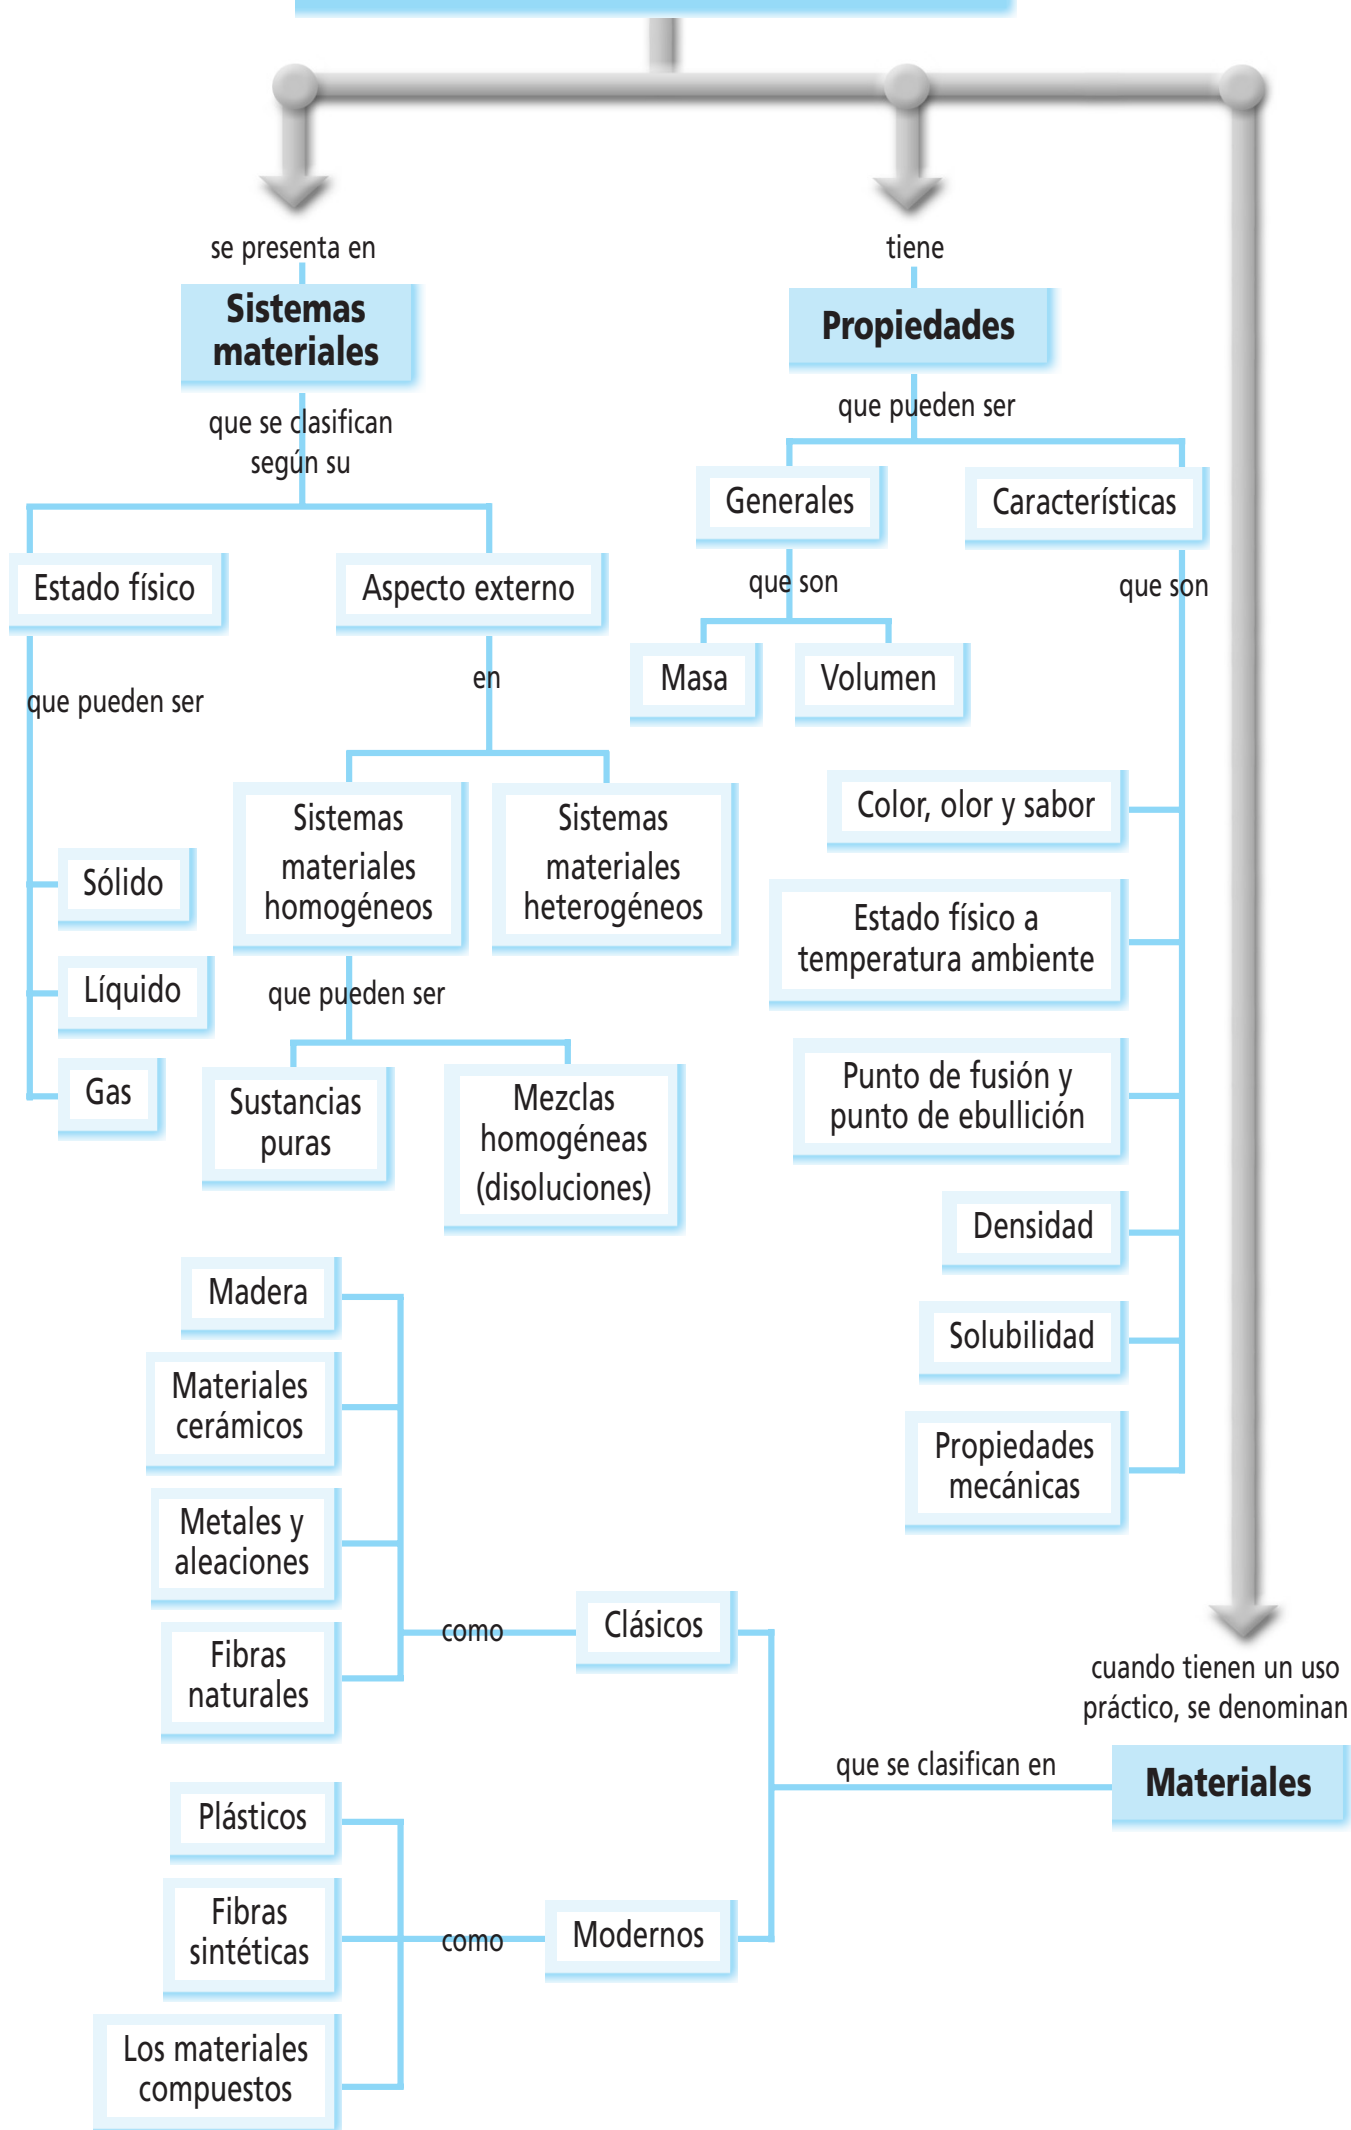 se presenta en
Sistemas
materiales
que se clasifican
según su
Estado físico
que pueden ser
Sólido
Líquido
Gas
Aspecto externo
en
Sistemas
materiales
homogéneos
Sistemas
materiales
heterogéneos
que pueden ser
Sustancias
puras
Mezclas
homogéneas
(disoluciones)
tiene
Propiedades
que pueden ser
Generales
que son
Masa
Volumen
Características
que son
Color, olor y sabor
Estado físico a
temperatura ambiente
Punto de fusión y
punto de ebullición
Densidad
Solubilidad
Propiedades
mecánicas
cuando tienen un uso
práctico, se denominan
Materiales
que se clasifican en
Clásicos
como
Madera
Materiales
cerámicos
Metales y
aleaciones
Fibras
naturales
Modernos
como
Plásticos
Fibras
sintéticas
Los materiales
compuestos